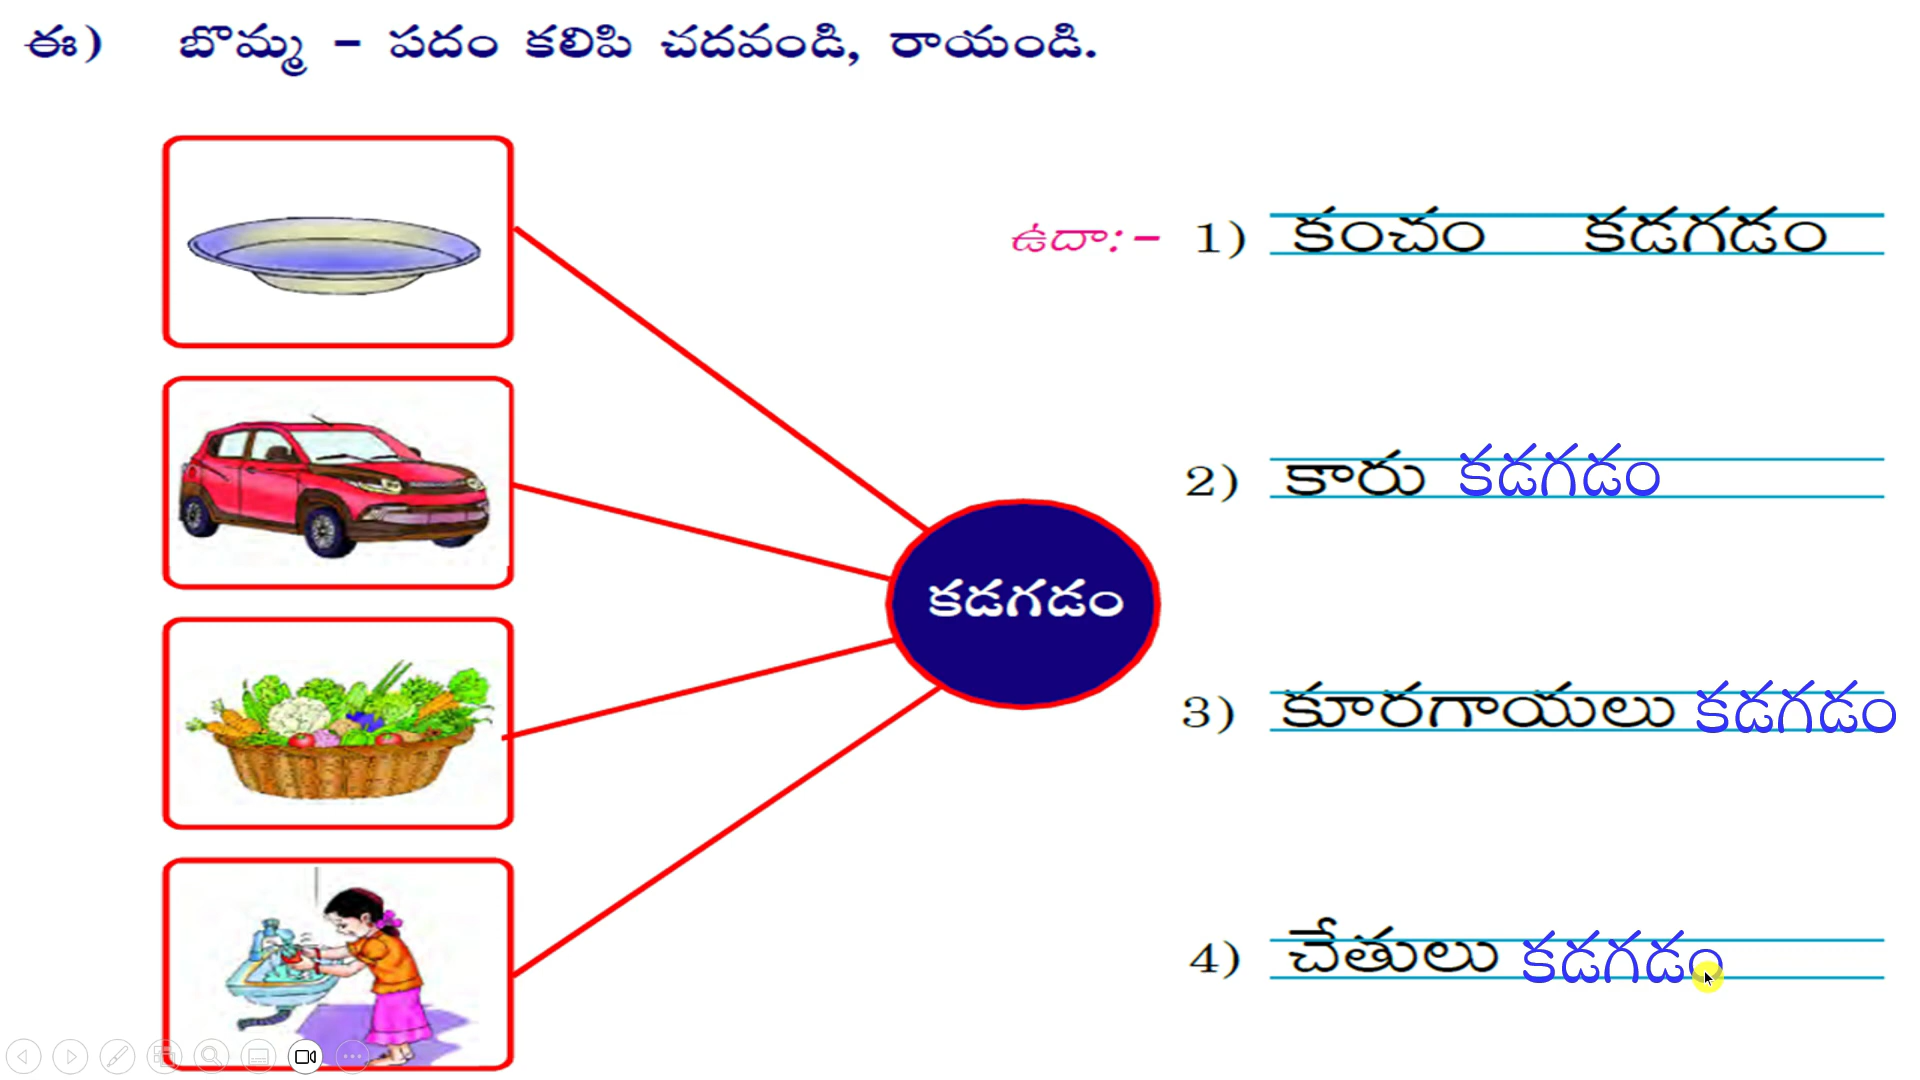 ఈ) బొమ్మ - పదం కలిపి చదవండి, రాయండి.
ఉదా:- 1) కంచం కడగడం
2) కారు కడగడం
కడగడం
3) కూరగాయలు కడగడం
4) చేతులు కడగడం